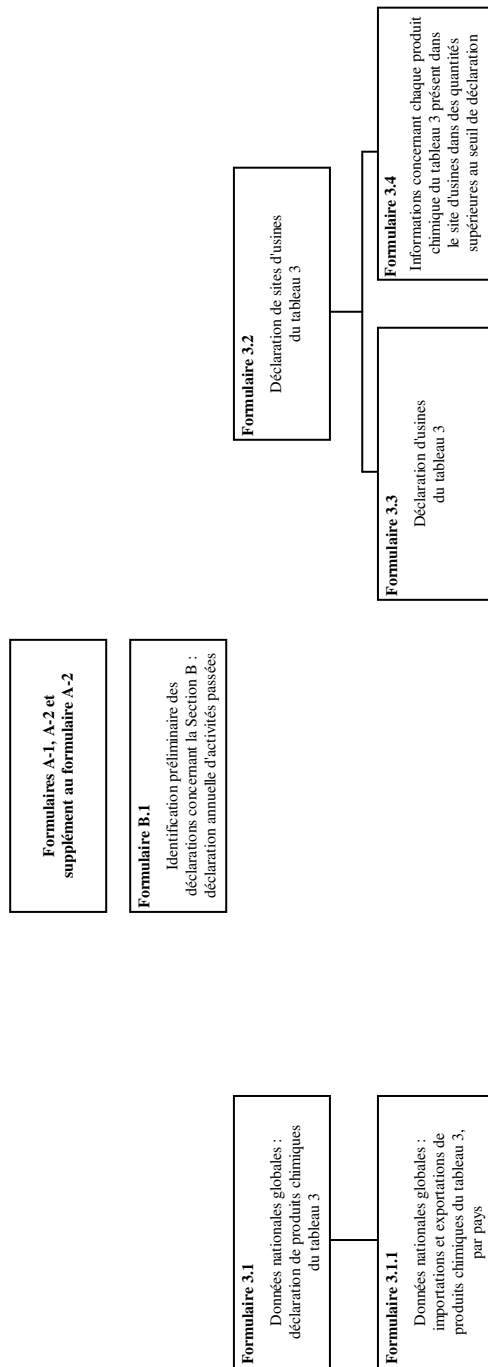 Formulaires A-1, A-2 et
supplément au formulaire A-2
Formulaire B.1
Identification préliminaire des
déclarations concernant la Section B :
déclaration annuelle d'activités passées
Formulaire 3.1
Données nationales globales :
déclaration de produits chimiques
du tableau 3
Formulaire 3.2
Déclaration de sites d'usines
du tableau 3
Formulaire 3.1.1
Données nationales globales :
importations et exportations de
produits chimiques du tableau 3,
par pays
Formulaire 3.3
Déclaration d'usines
du tableau 3
Formulaire 3.4
Informations concernant chaque produit
chimique du tableau 3 présent dans
le site d'usines dans des quantités
supérieures au seuil de déclaration